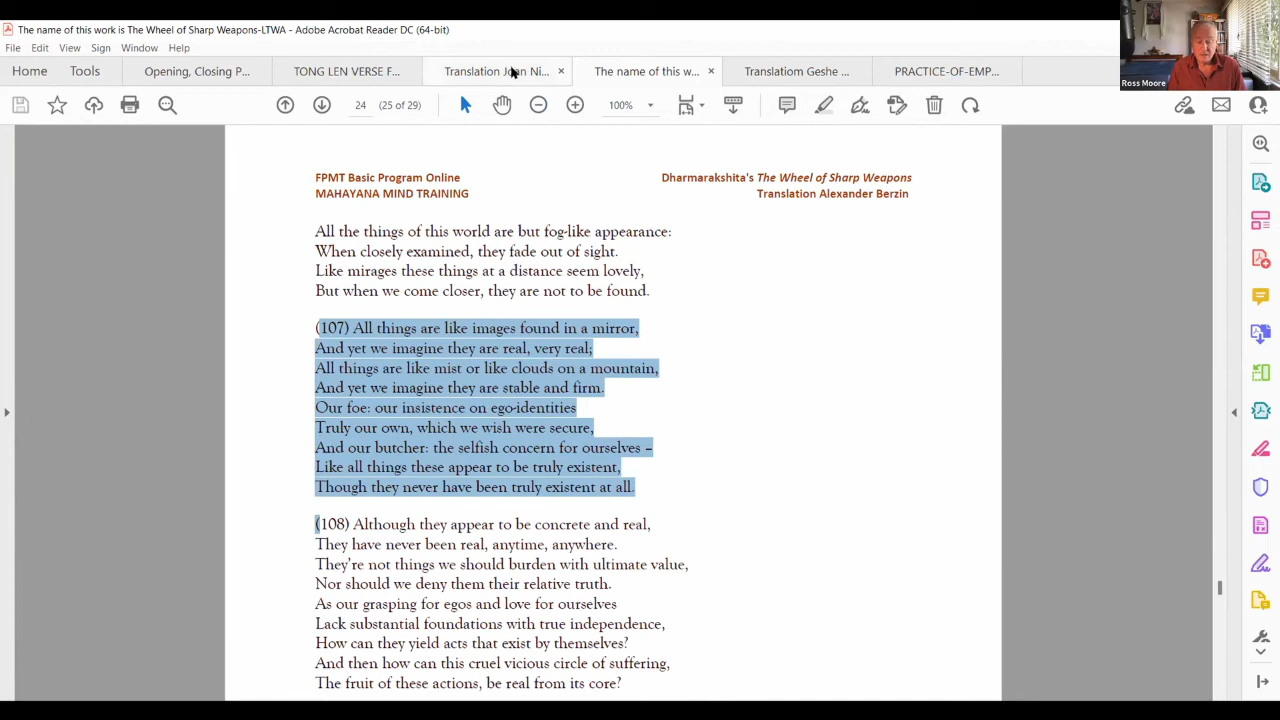 The name of this work is The Wheel of Sharp Weapons-LTWA - Adobe Acrobat Reader DC (64-bit)
File Edit View Sign Window Help
Home Tools Opening, Closing P... TONG LEN VERSE F... Translation Jo n Ni... × The name of this w... × Translatiom Geshe ... PRACTICE-OF-EMP...
Ross Moore
24 (25 of 29) 100%
FPMT Basic Program Online
MAHAYANA MIND TRAINING
Dharmarakshita's The Wheel of Sharp Weapons
Translation Alexander Berzin
All the things of this world are but fog-like appearance:
When closely examined, they fade out of sight.
Like mirages these things at a distance seem lovely,
But when we come closer, they are not to be found.
(107) All things are like images found in a mirror,
And yet we imagine they are real, very real;
All things are like mist or like clouds on a mountain,
And yet we imagine they are stable and firm.
Our foe: our insistence on ego-identities
Truly our own, which we wish were secure,
And our butcher: the selfish concern for ourselves –
Like all things these appear to be truly existent,
Though they never have been truly existent at all.
(108) Although they appear to be concrete and real,
They have never been real, anytime, anywhere.
They're not things we should burden with ultimate value,
Nor should we deny them their relative truth.
As our grasping for egos and love for ourselves
Lack substantial foundations with true independence,
How can they yield acts that exist by themselves?
And then how can this cruel vicious circle of suffering,
The fruit of these actions, be real from its core?